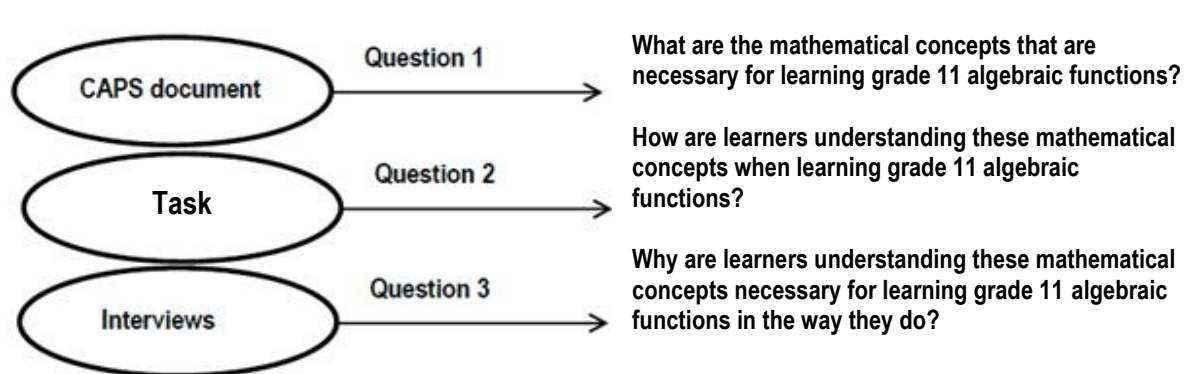 Question 1
What are the mathematical concepts that are
necessary for learning grade 11 algebraic functions?
CAPS document
Question 2
How are learners understanding these mathematical
concepts when learning grade 11 algebraic
functions?
Task
Question 3
Why are learners understanding these mathematical
concepts necessary for learning grade 11 algebraic
functions in the way they do?
Interviews